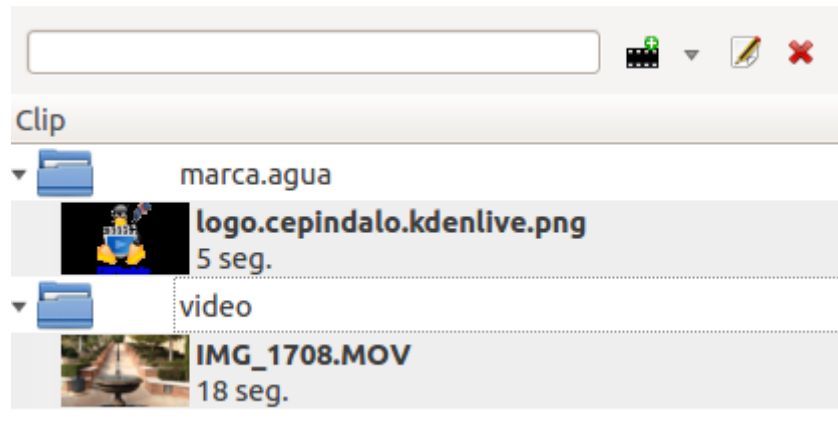 Clip
marca.agua
logo.cepindalo.kdenlive.png
5 seg.
video
IMG_1708.MOV
18 seg.